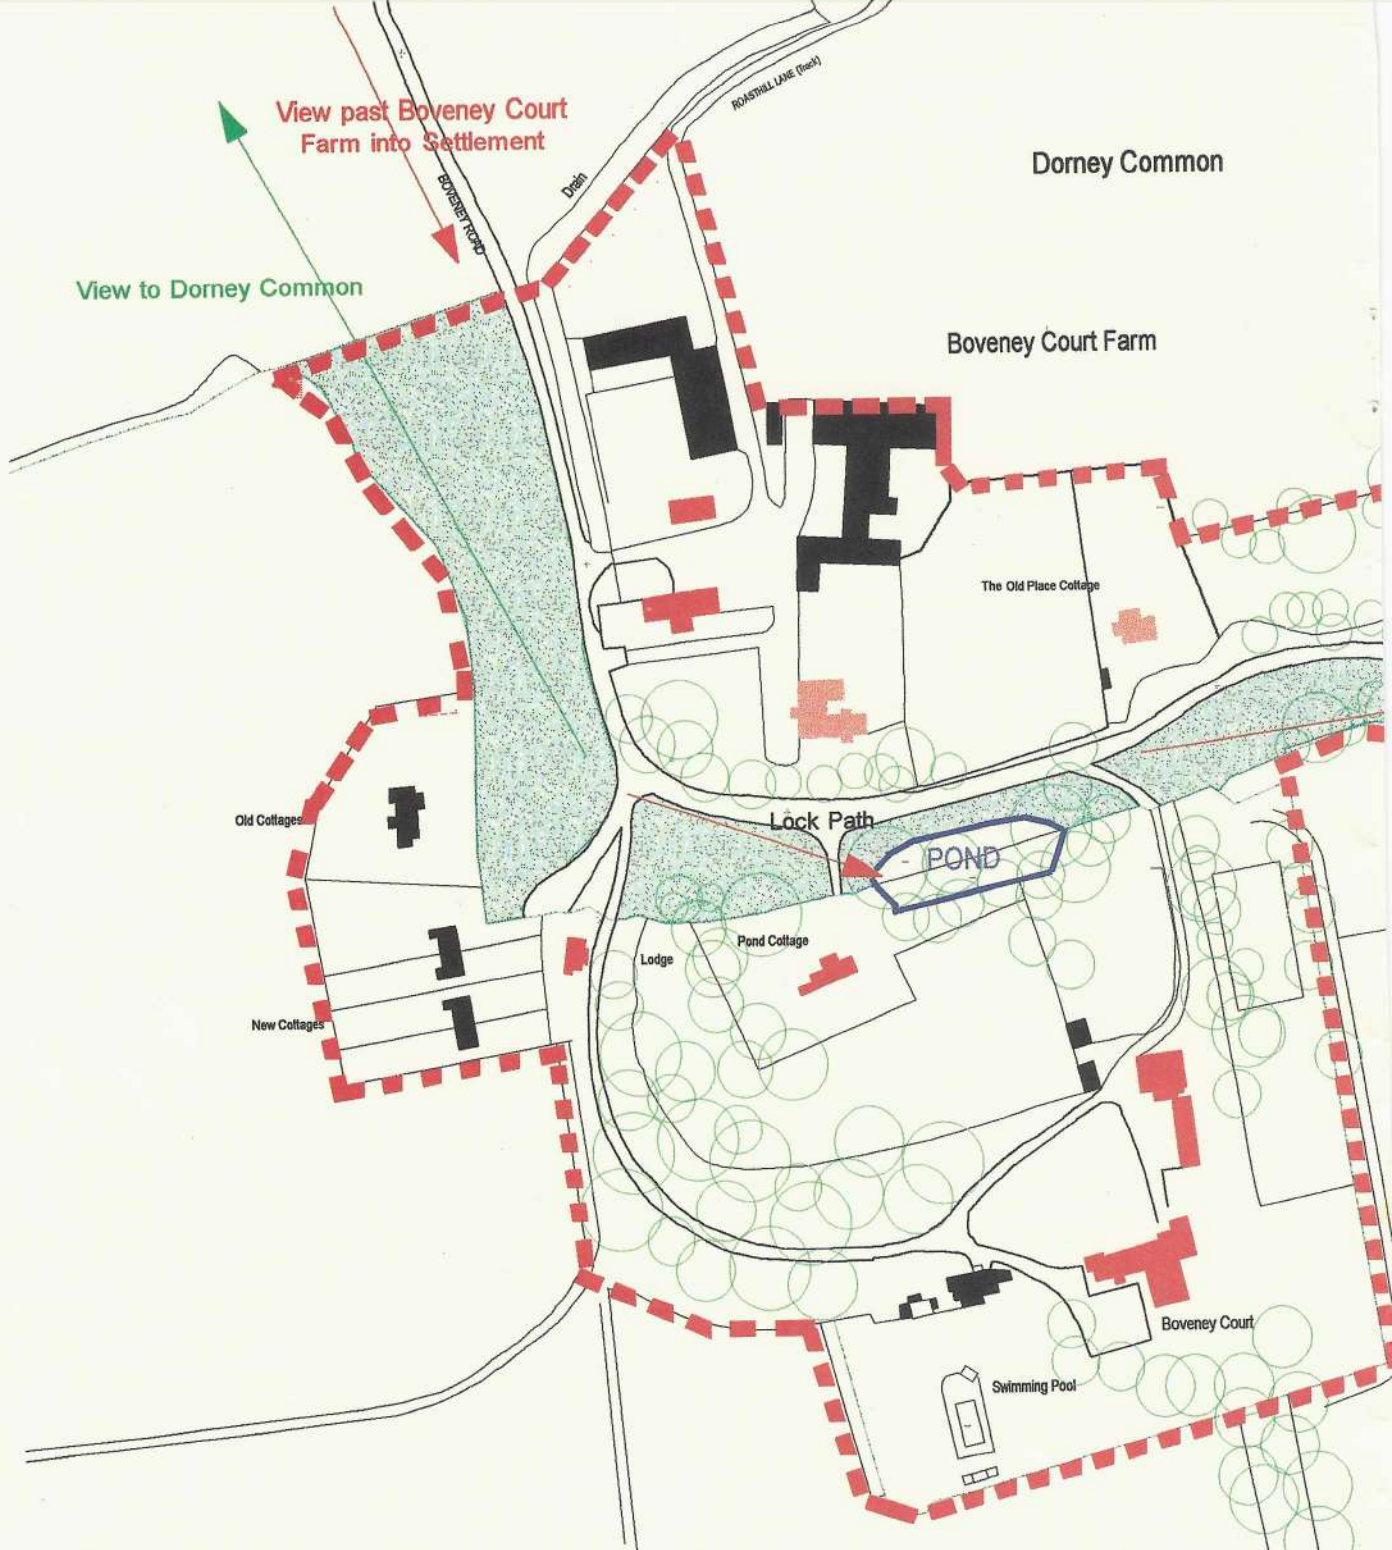 ROASTHILL LANE (Track)
View past Boveney Court
Farm into Settlement
Dorney Common
Drain
BOVENEY ROAD
View to Dorney Common
Boveney Court Farm
The Old Place Cottage
Old Cottages
Lock Path
POND
Pond Cottage
Lodge
New Cottages
Boveney Court
Swimming Pool